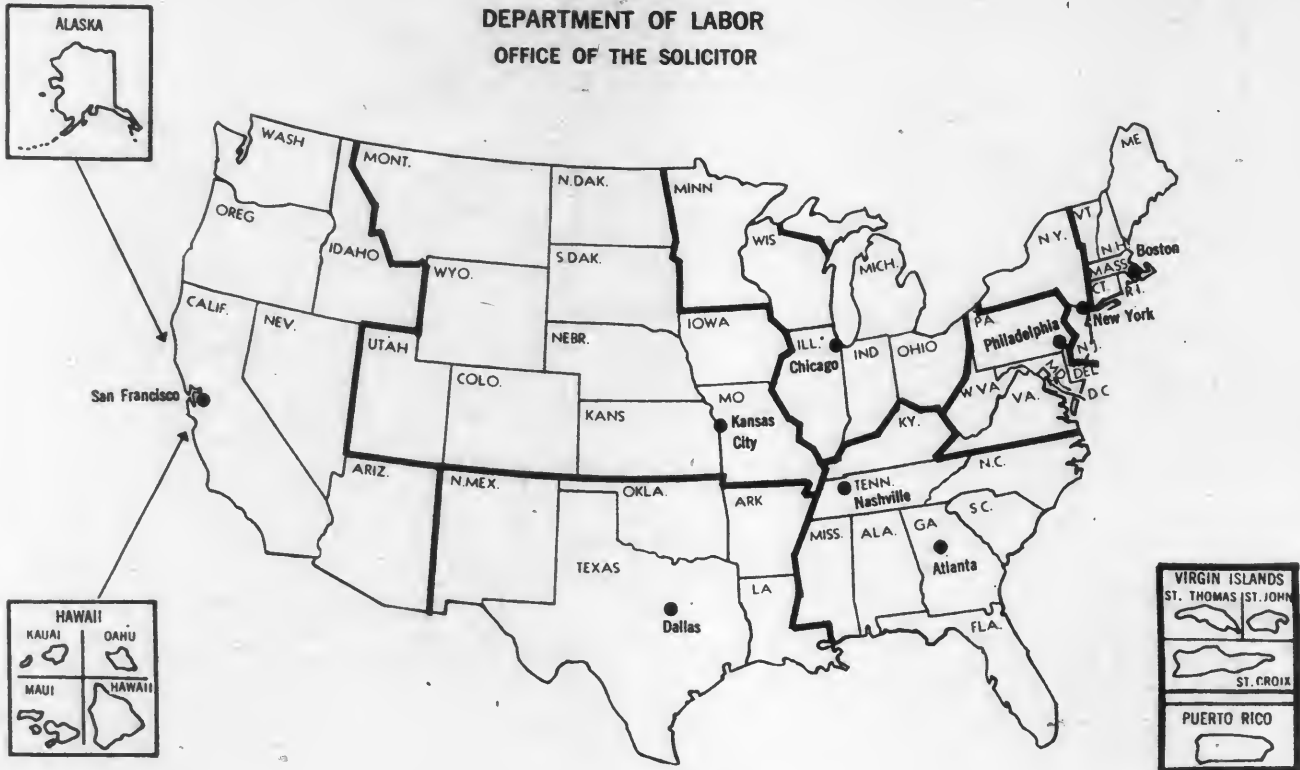 DEPARTMENT OF LABOR
OFFICE OF THE SOLICITOR
ALASKA
WASH
MONT.
N.DAK.
MINN
ME
OREG
IDAHO
WYO.
S.DAK.
WIS
MICH.
N.Y.
VT.
N.H.
Boston
MASS
CT.
R.I.
CALIF.
NEV.
UTAH
COLO.
NEBR.
IOWA
ILL.
Chicago
IND
OHIO
PA.
Philadelphia
New York
N.J.
San Francisco
KANS
MO
Kansas
City
KY.
W.VA.
VA.
MD
DEL
D.C
ARIZ.
N.MEX.
OKLA.
ARK
TENN.
Nashville
N.C.
S.C.
TEXAS
Dallas
LA
MISS.
ALA.
GA
Atlanta
FLA.
HAWAII
KAUAI
OAHU
MAUI
HAWAII
VIRGIN ISLANDS
ST. THOMAS
ST. JOHN
ST. CROIX
PUERTO RICO